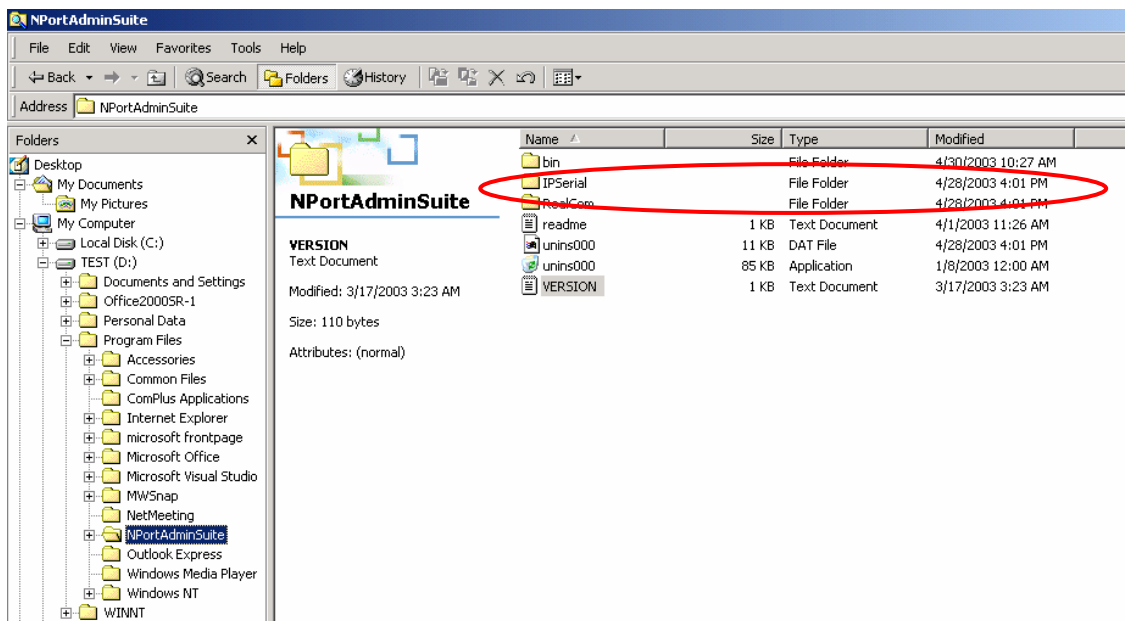 NPortAdminSuite
File Edit View Favorites Tools Help
Back Search Folders History
Address NPortAdminSuite
Folders
Desktop
My Documents
My Pictures
My Computer
Local Disk (C:)
TEST (D:)
Documents and Settings
Office2000SR-1
Personal Data
Program Files
Accessories
Common Files
ComPlus Applications
Internet Explorer
microsoft frontpage
Microsoft Office
Microsoft Visual Studio
MWSnap
NetMeeting
NPortAdminSuite
Outlook Express
Windows Media Player
Windows NT
WINNT
NPortAdminSuite
VERSION
Text Document
Modified: 3/17/2003 3:23 AM
Size: 110 bytes
Attributes: (normal)
Name Size Type Modified
bin File Folder 4/30/2003 10:27 AM
IPSerial File Folder 4/28/2003 4:01 PM
RealCom File Folder 4/28/2003 4:01 PM
readme 1 KB Text Document 4/1/2003 11:26 AM
unins000 11 KB DAT File 4/28/2003 4:01 PM
unins000 85 KB Application 1/8/2003 12:00 AM
VERSION 1 KB Text Document 3/17/2003 3:23 AM